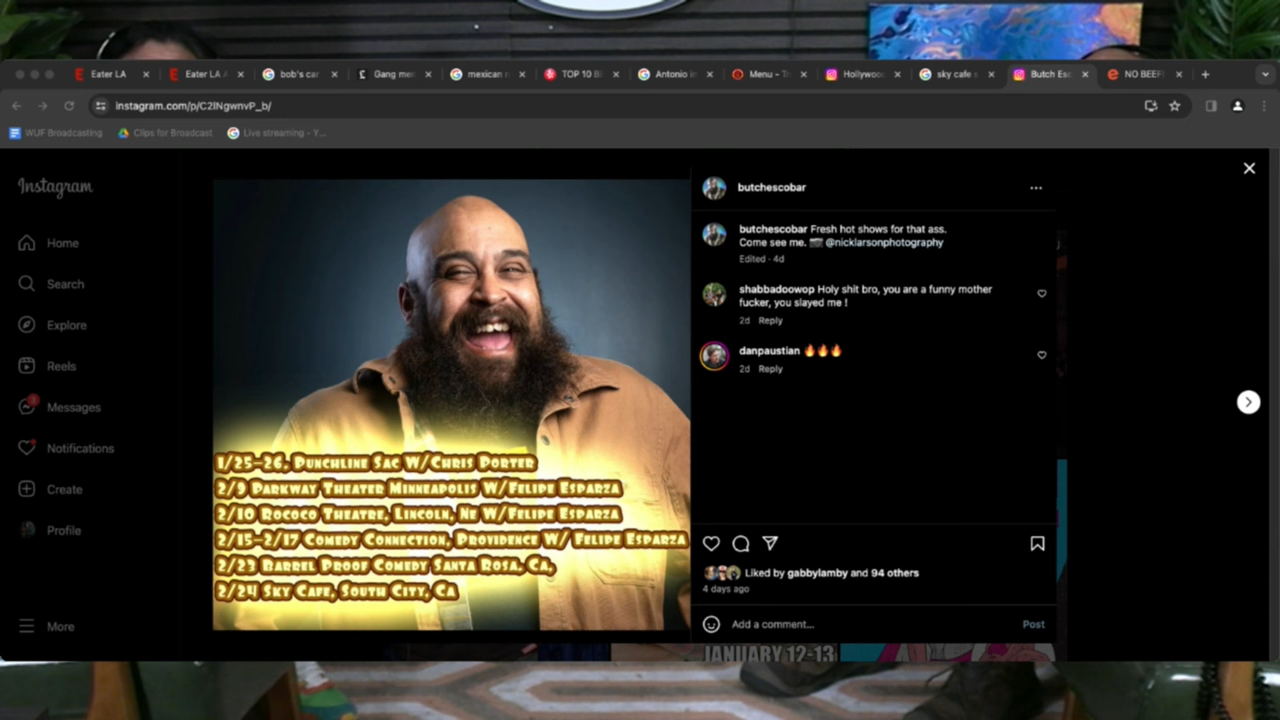 Eater LA
Eater LA
bob's car
Gang me
mexican r
TOP 10 B
Antonio in
Menu – T
Hollywoo
sky cafe s
Butch Esc
NO BEEF
instagram.com/p/C2INgwnvP_b/
WUF Broadcasting
Clips for Broadcast
Live streaming - Y...
Instagram
Home
Search
Explore
Reels
Messages
Notifications
Create
Profile
More
1/25-26, Punchline Sac W/Chris Porter
2/9 Parkway Theater Minneapolis W/Felipe Esparza
2/10 Rococo Theatre, Lincoln, Ne W/Felipe Esparza
2/15-2/17 Comedy Connection, Providence W/ Felipe Esparza
2/23 Barrel Proof Comedy Santa Rosa, Ca,
2/24 Sky Cafe, South City, CA
butchescobar
butchescobar Fresh hot shows for that ass.
Come see me. 📷 @nicklarsonphotography
Edited · 4d
shabbadoowop Holy shit bro, you are a funny mother
fucker, you slayed me !
2d Reply
danpaustian 🔥🔥🔥
2d Reply
Liked by gabbylamby and 94 others
4 days ago
Add a comment...
Post
JANUARY 12-13